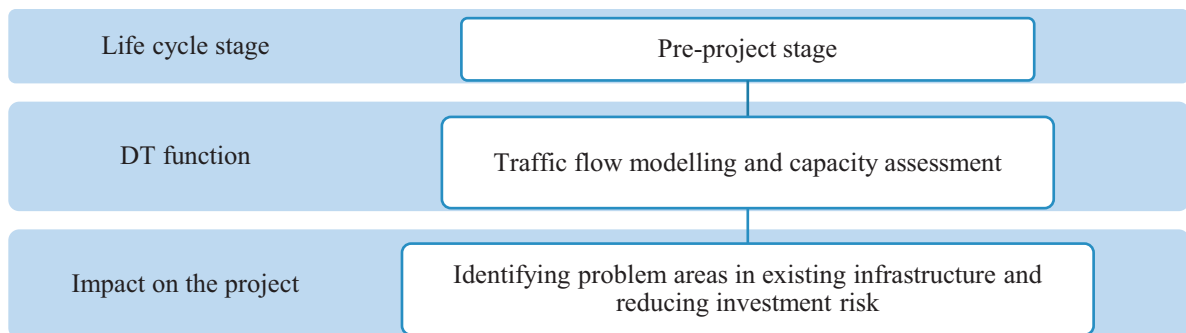 Life cycle stage
Pre-project stage
DT function
Traffic flow modelling and capacity assessment
Impact on the project
Identifying problem areas in existing infrastructure and
reducing investment risk